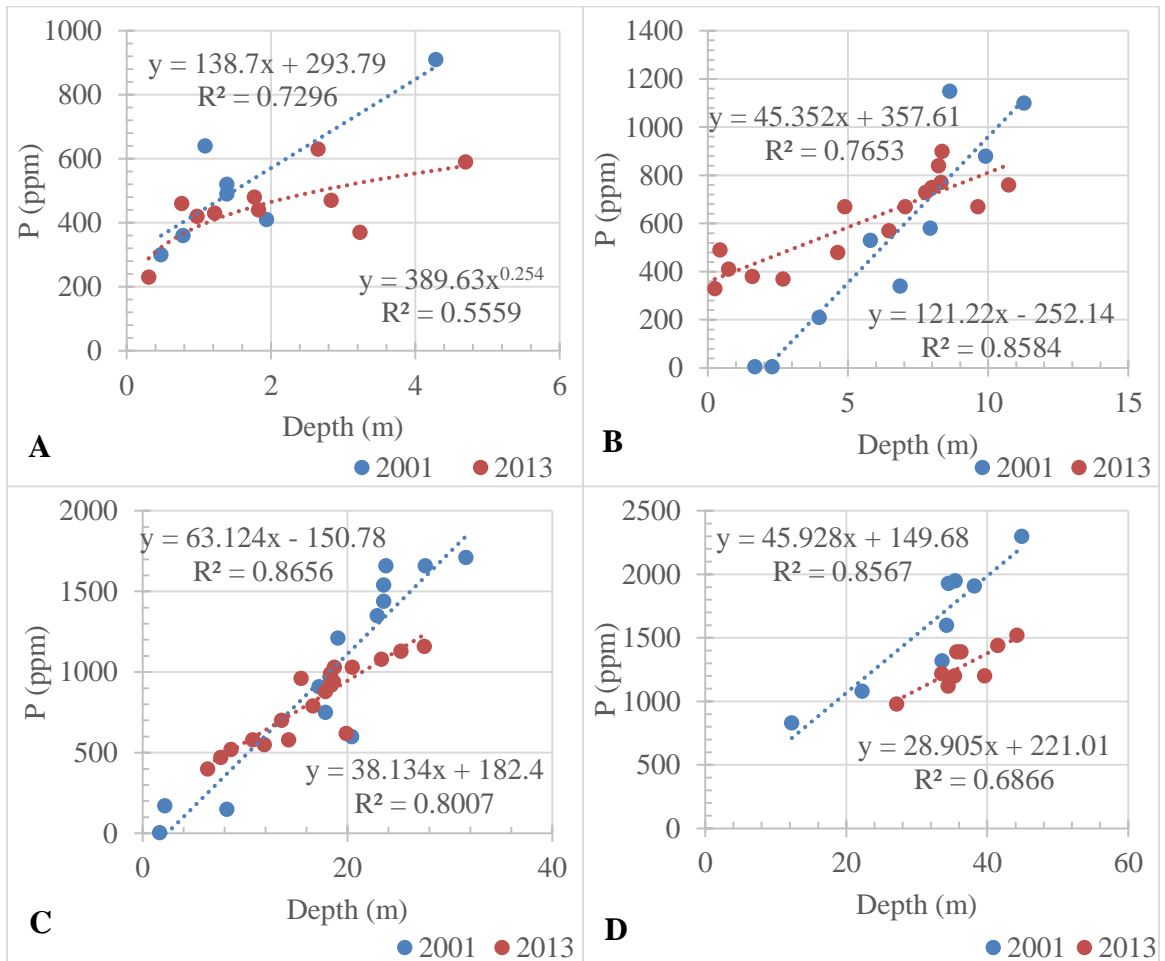 1000
800
600
400
200
0
P (ppm)
y = 138.7x + 293.79
R² = 0.7296
y = 389.63x^0.254
R² = 0.5559
0 2 4 6
Depth (m)
A
2001 2013
1400
1200
1000
800
600
400
200
0
P (ppm)
y = 45.352x + 357.61
R² = 0.7653
y = 121.22x - 252.14
R² = 0.8584
0 5 10 15
Depth (m)
B
2001 2013
2000
1500
1000
500
0
P (ppm)
y = 63.124x - 150.78
R² = 0.8656
y = 38.134x + 182.4
R² = 0.8007
0 20 40
Depth (m)
C
2001 2013
2500
2000
1500
1000
500
0
P (ppm)
y = 45.928x + 149.68
R² = 0.8567
y = 28.905x + 221.01
R² = 0.6866
0 20 40 60
Depth (m)
D
2001 2013